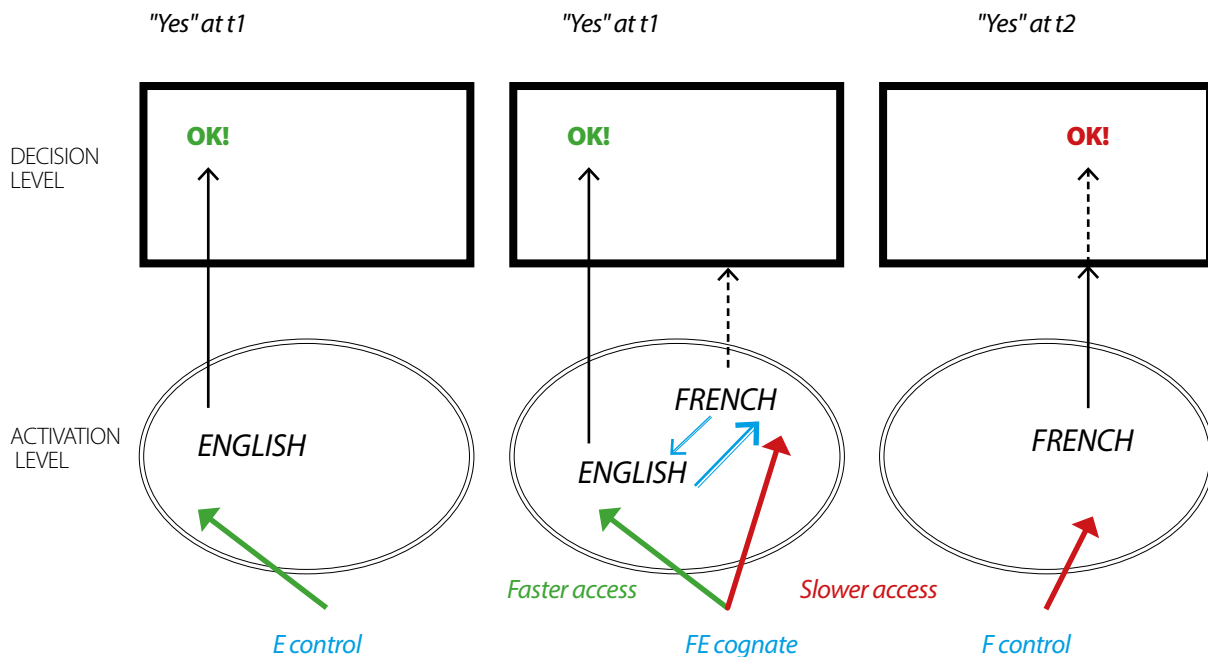 "Yes" at t1
"Yes" at t1
"Yes" at t2
DECISION
LEVEL
OK!
OK!
OK!
ACTIVATION
LEVEL
ENGLISH
FRENCH
ENGLISH
FRENCH
Faster access
Slower access
E control
FE cognate
F control